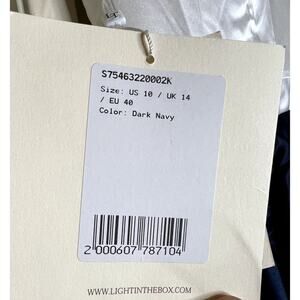 S75463220002K
Size: US 10 / UK 14
/ EU 40
Color: Dark Navy
2 000607 787104
WWW.LIGHTINTHEBOX.COM